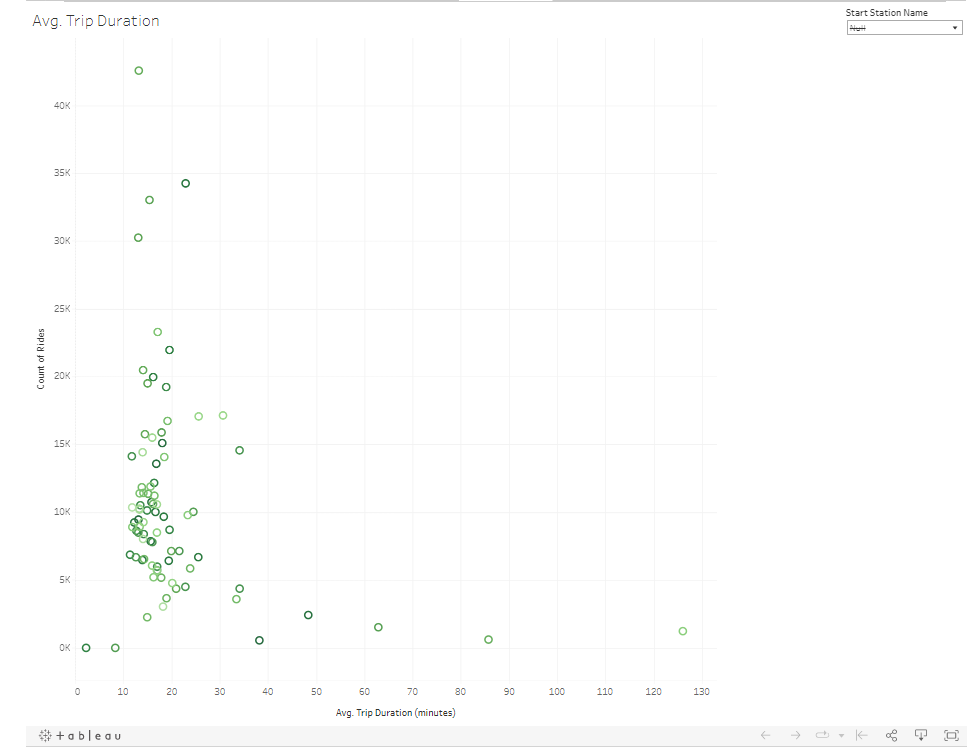 Avg. Trip Duration
Start Station Name
Null
40K
35K
30K
25K
20K
15K
10K
5K
0K
Count of Rides
0 10 20 30 40 50 60 70 80 90 100 110 120 130
Avg. Trip Duration (minutes)
+ a b | e a u